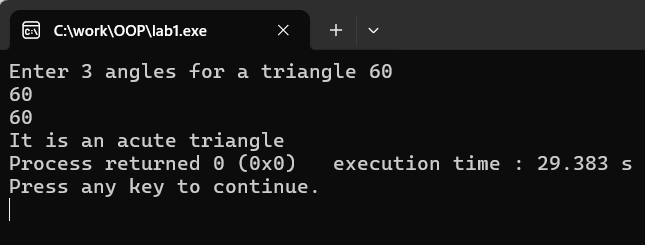 C:\work\OOP\lab1.exe
Enter 3 angles for a triangle 60
60
60
It is an acute triangle
Process returned 0 (0x0)   execution time : 29.383 s
Press any key to continue.